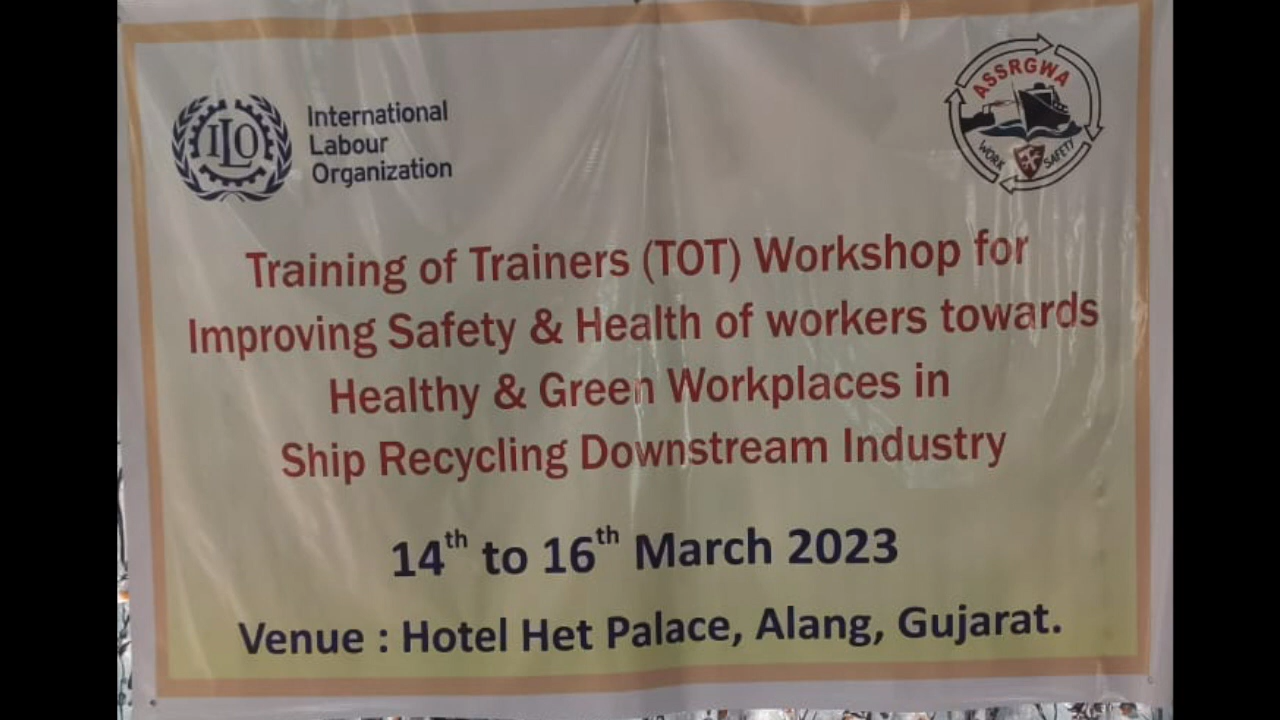 ILO
International
Labour
Organization
ASSRGWA
WORK SAFETY
Training of Trainers (TOT) Workshop for
Improving Safety & Health of workers towards
Healthy & Green Workplaces in
Ship Recycling Downstream Industry
14th to 16th March 2023
Venue : Hotel Het Palace, Alang, Gujarat.